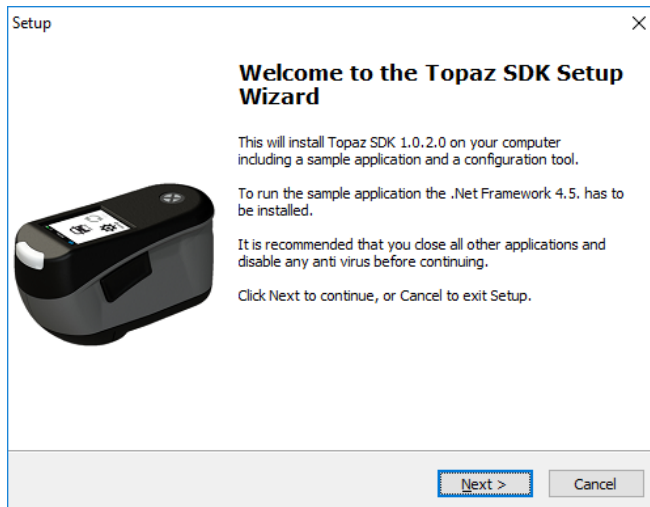 Setup
Welcome to the Topaz SDK Setup
Wizard
This will install Topaz SDK 1.0.2.0 on your computer
including a sample application and a configuration tool.
To run the sample application the .Net Framework 4.5. has to
be installed.
It is recommended that you close all other applications and
disable any anti virus before continuing.
Click Next to continue, or Cancel to exit Setup.
Next >
Cancel